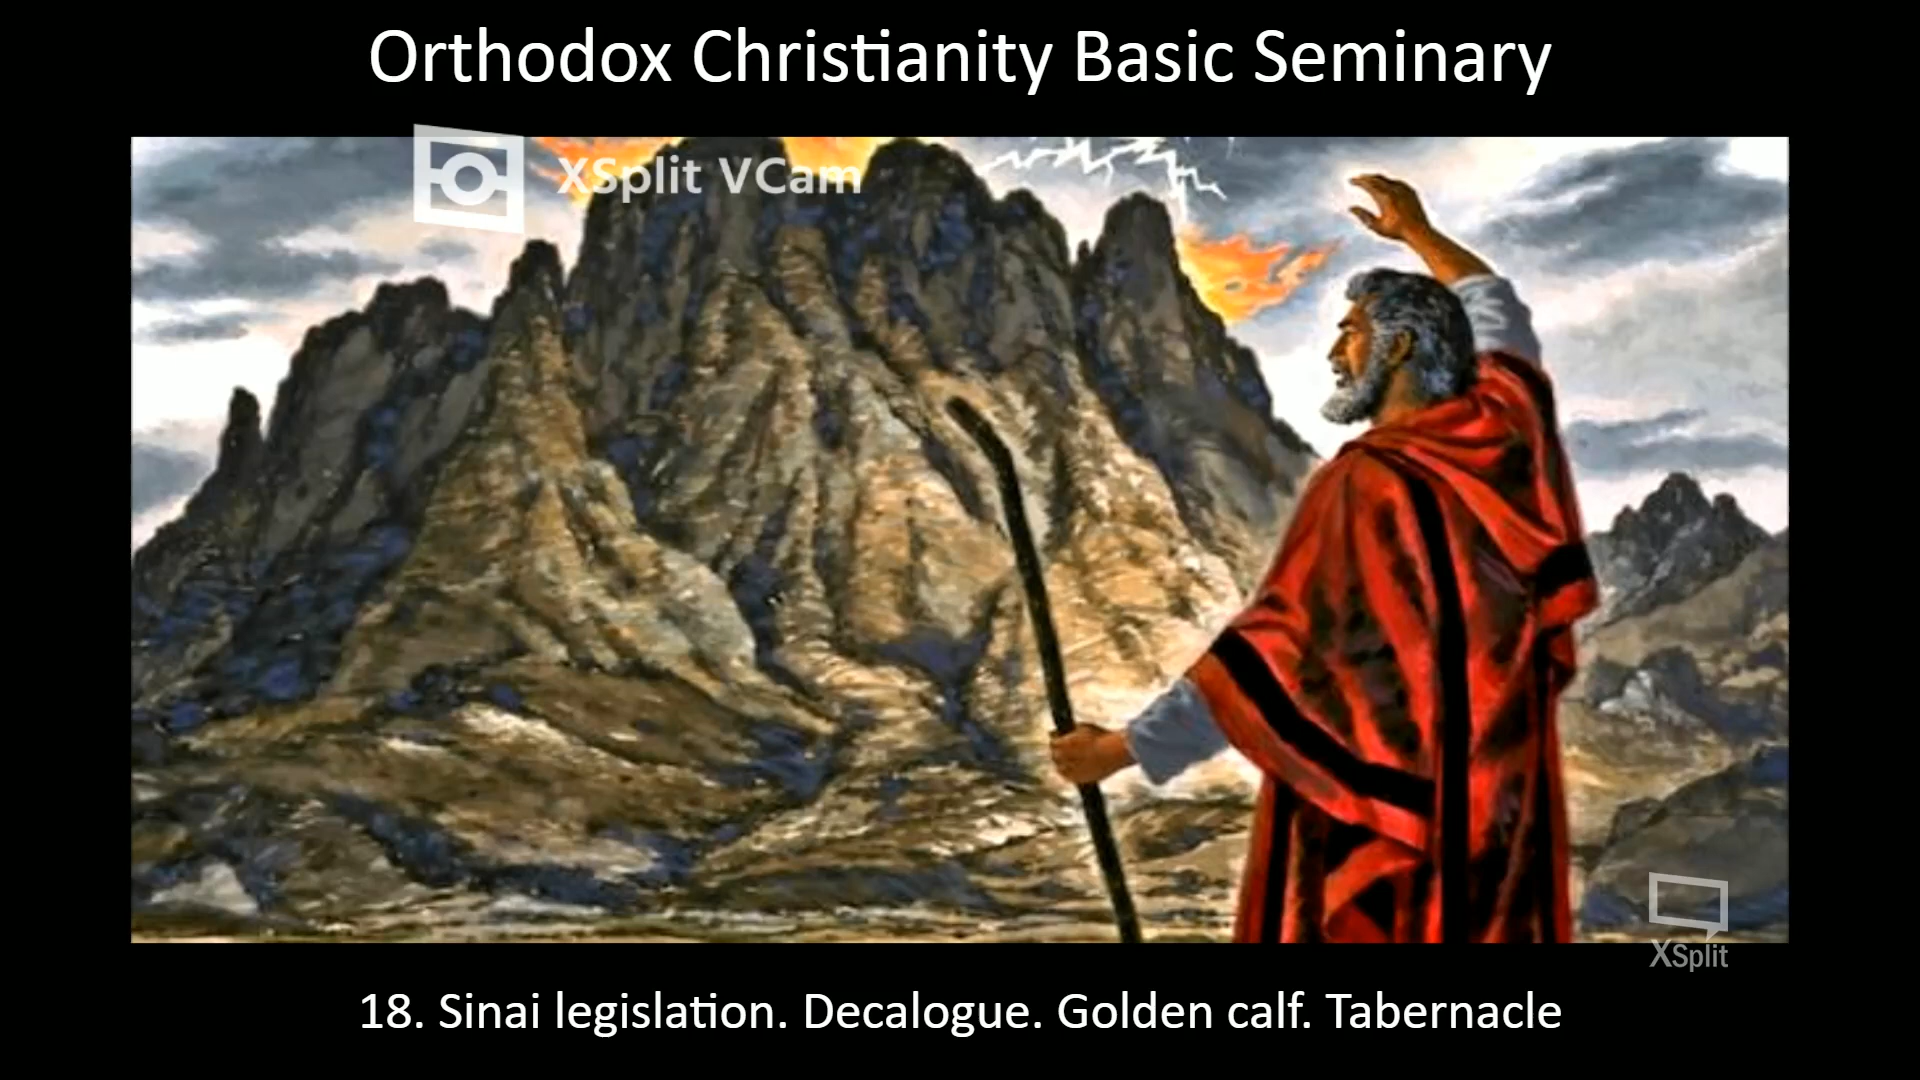 Orthodox Christianity Basic Seminary
XSplit VCam
XSplit
18. Sinai legislation. Decalogue. Golden calf. Tabernacle